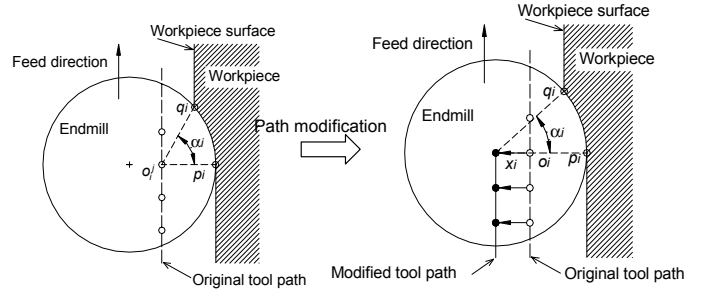 Workpiece surface
Feed direction
Workpiece
qi
Endmill
αi
oi
pi
Original tool path
Path modification
Workpiece surface
Feed direction
Workpiece
qi
Endmill
αi
xi
oi
pi
Modified tool path
Original tool path